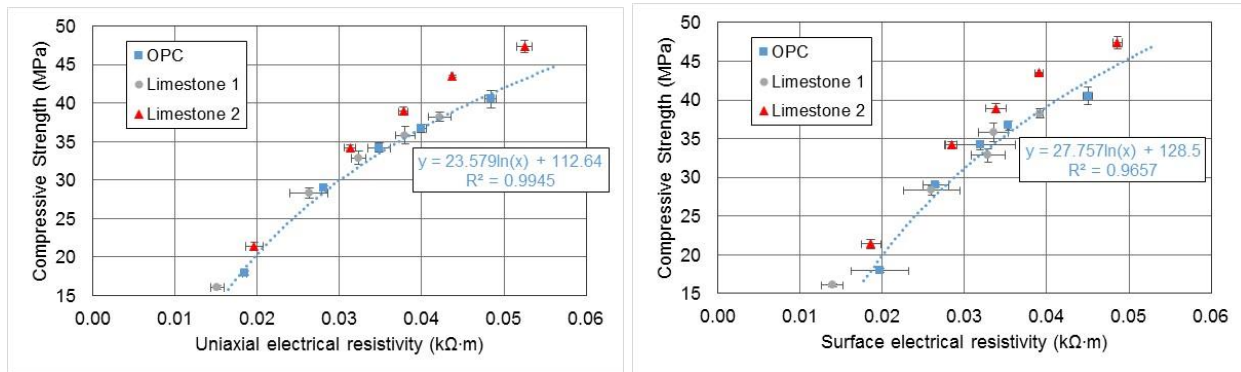 50
45
40
35
30
25
20
15
Compressive Strength (MPa)
OPC
Limestone 1
Limestone 2
y = 23.579ln(x) + 112.64
R² = 0.9945
0.00 0.01 0.02 0.03 0.04 0.05 0.06
Uniaxial electrical resistivity (kΩ·m)
50
45
40
35
30
25
20
15
Compressive Strength (MPa)
OPC
Limestone 1
Limestone 2
y = 27.757ln(x) + 128.5
R² = 0.9657
0.00 0.01 0.02 0.03 0.04 0.05 0.06
Surface electrical resistivity (kΩ·m)